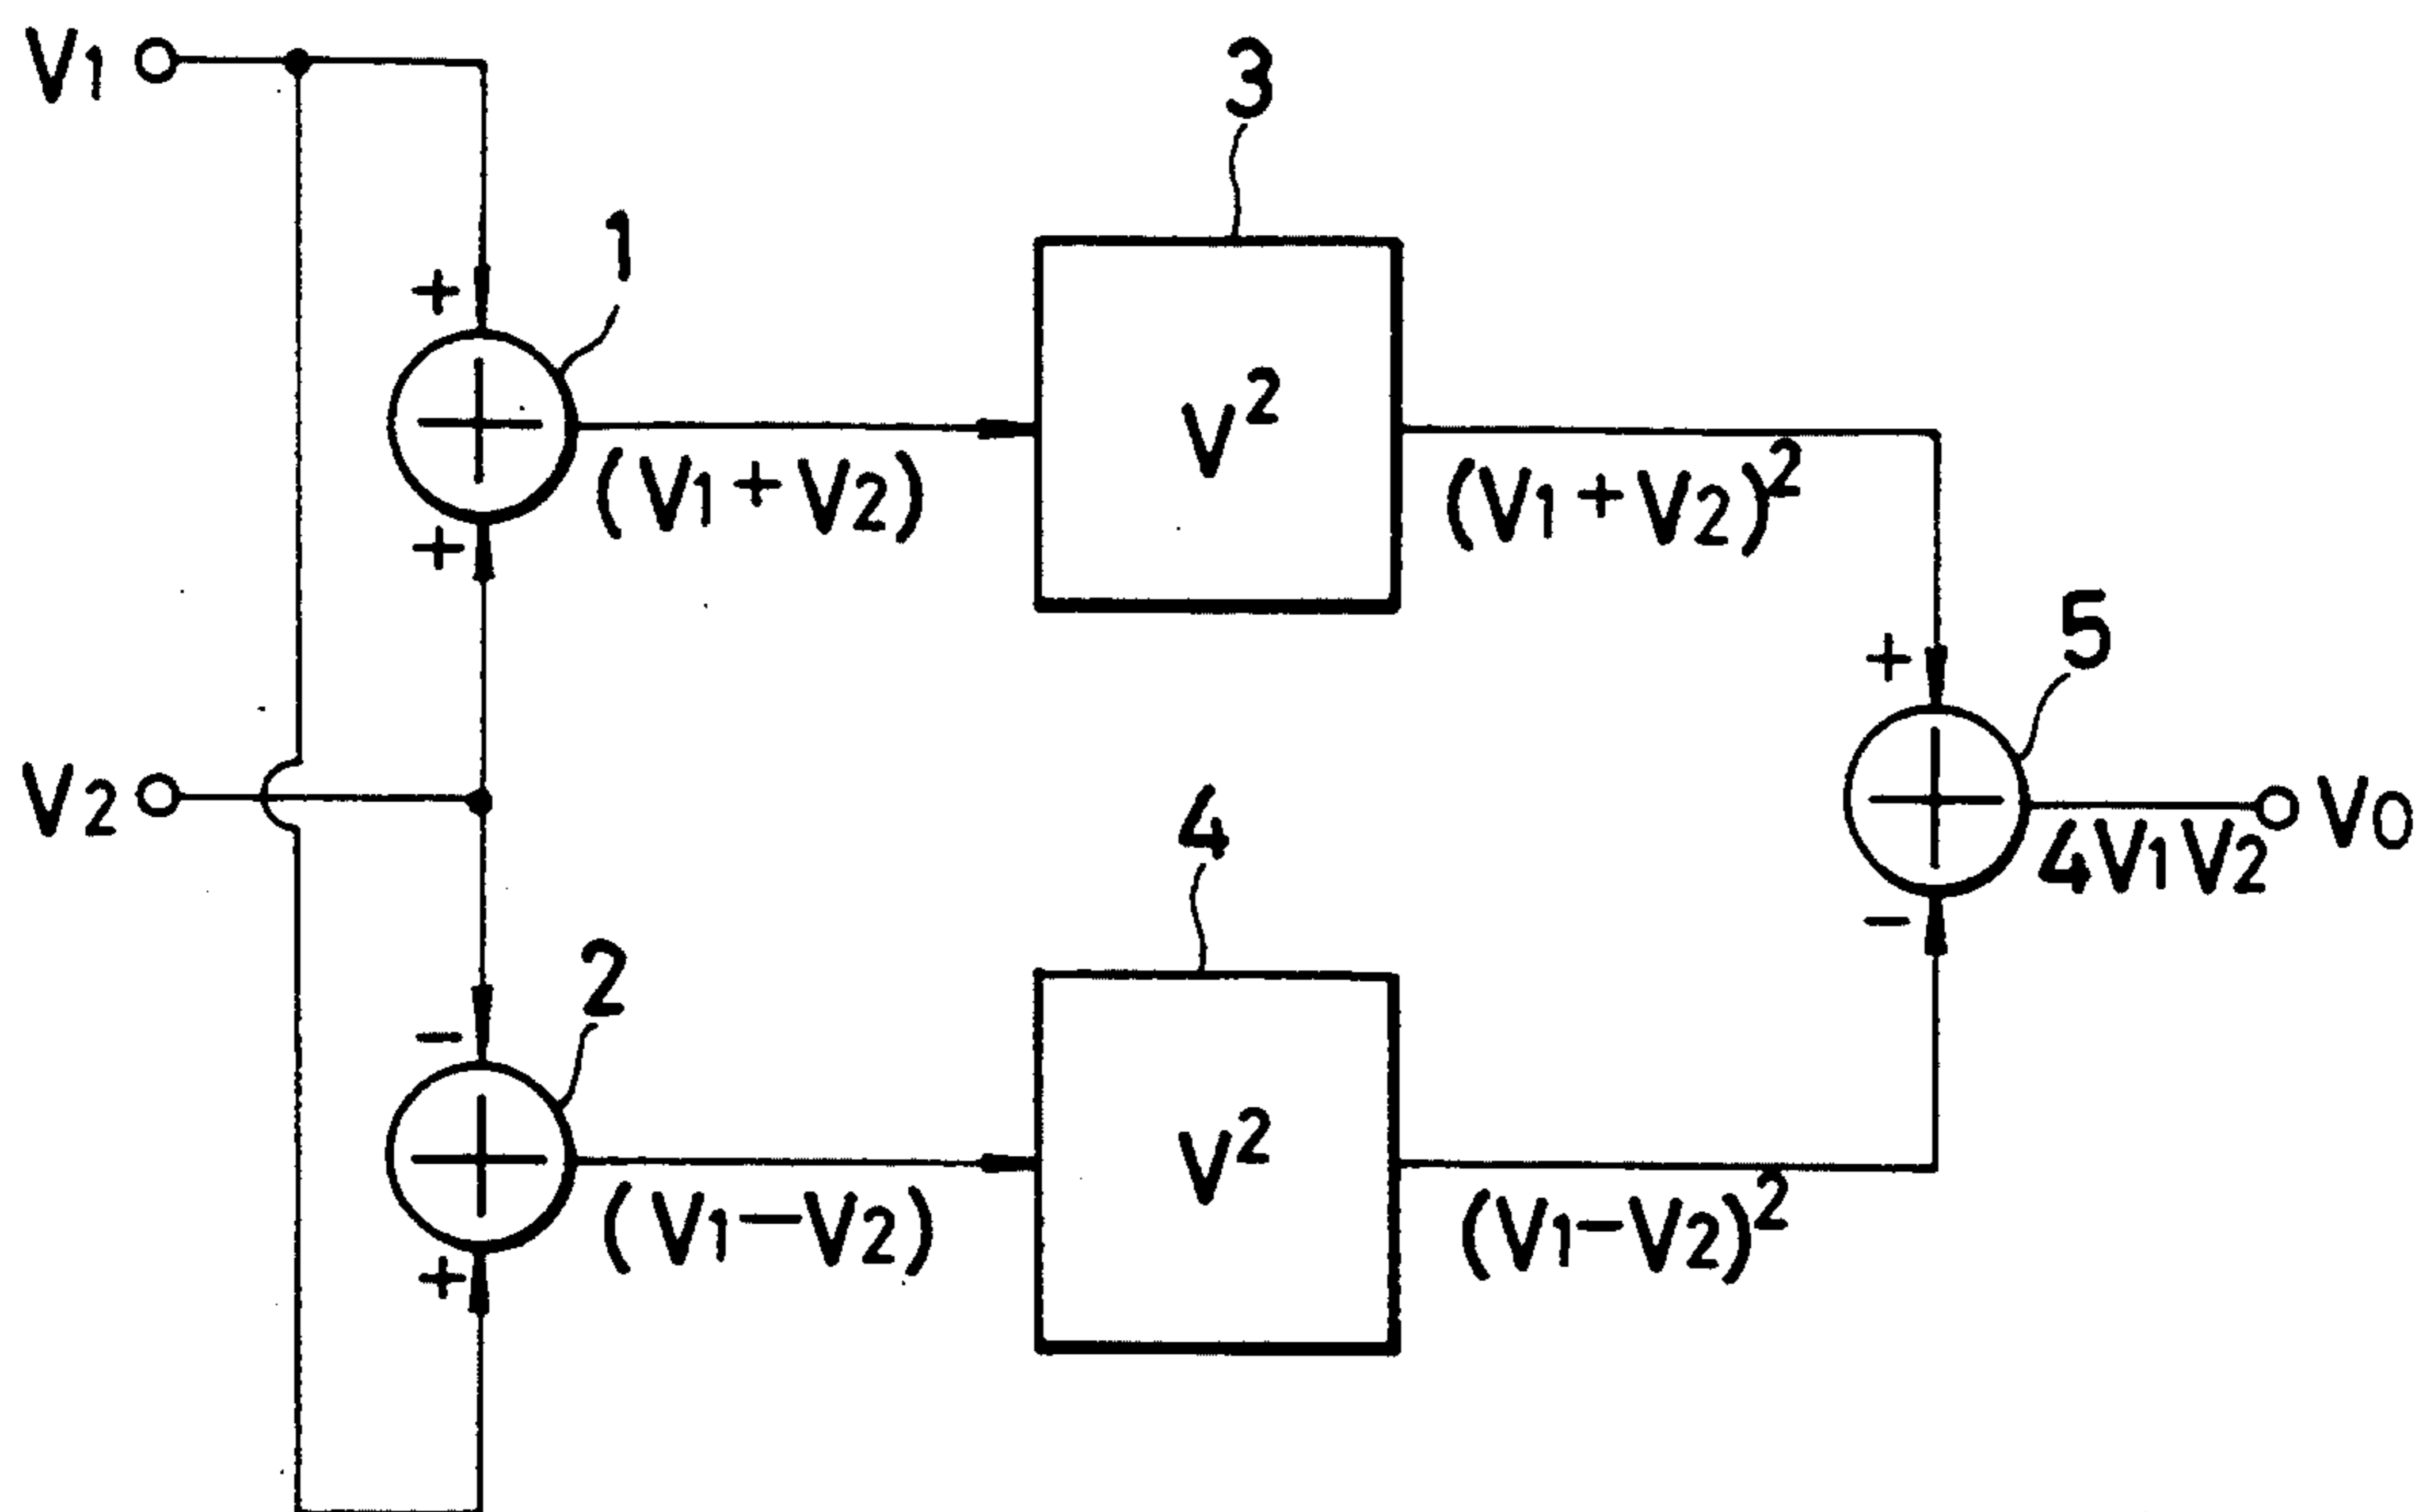 V1
3
1
+
+
(V1+V2)
V²
(V1+V2)²
5
+
V2
4
V0
4V1V2
-
2
-
+
(V1-V2)
V²
(V1-V2)²